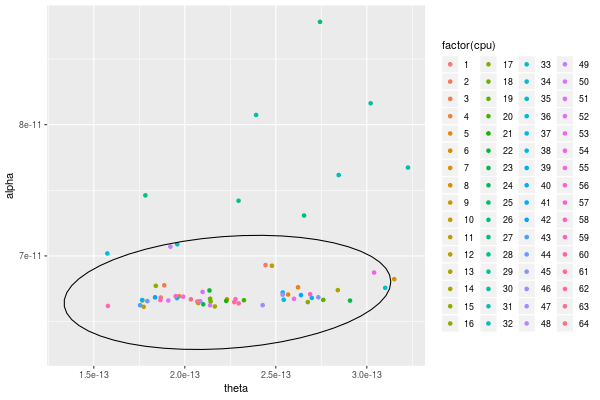 factor(cpu)
1 17 33 49
2 18 34 50
3 19 35 51
4 20 36 52
5 21 37 53
6 22 38 54
7 23 39 55
8 24 40 56
9 25 41 57
10 26 42 58
11 27 43 59
12 28 44 60
13 29 45 61
14 30 46 62
15 31 47 63
16 32 48 64
alpha
8e-11
7e-11
1.5e-13 2.0e-13 2.5e-13 3.0e-13
theta